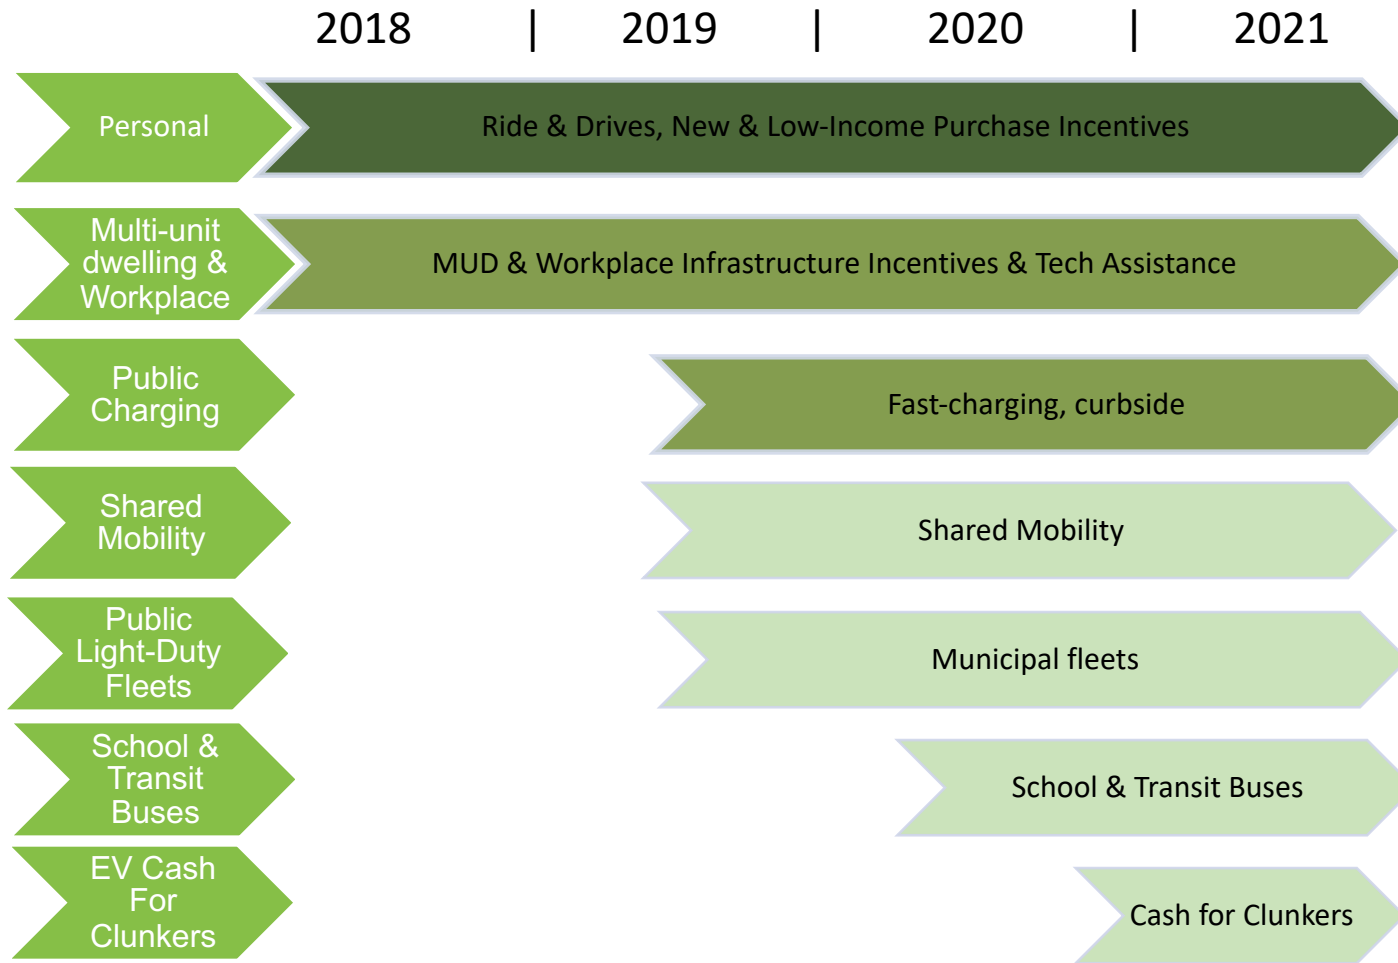 2018 | 2019 | 2020 | 2021
Personal
Ride & Drives, New & Low-Income Purchase Incentives
Multi-unit
dwelling &
Workplace
MUD & Workplace Infrastructure Incentives & Tech Assistance
Public
Charging
Fast-charging, curbside
Shared
Mobility
Shared Mobility
Public
Light-Duty
Fleets
Municipal fleets
School &
Transit
Buses
School & Transit Buses
EV Cash
For
Clunkers
Cash for Clunkers